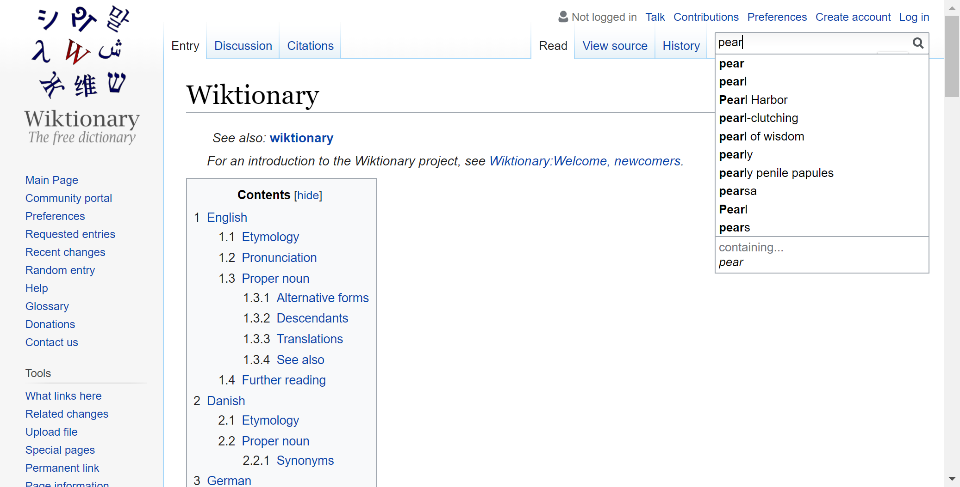 Wiktionary
The free dictionary
Main Page
Community portal
Preferences
Requested entries
Recent changes
Random entry
Help
Glossary
Donations
Contact us
Tools
What links here
Related changes
Upload file
Special pages
Permanent link
Page information
Not logged in Talk Contributions Preferences Create account Log in
Entry Discussion Citations
Read View source History
pear
pear
pearl
Pearl Harbor
pearl-clutching
pearl of wisdom
pearly
pearly penile papules
pearsa
Pearl
pears
containing...
pear
Wiktionary
See also: wiktionary
For an introduction to the Wiktionary project, see Wiktionary:Welcome, newcomers.
Contents [hide]
1 English
1.1 Etymology
1.2 Pronunciation
1.3 Proper noun
1.3.1 Alternative forms
1.3.2 Descendants
1.3.3 Translations
1.3.4 See also
1.4 Further reading
2 Danish
2.1 Etymology
2.2 Proper noun
2.2.1 Synonyms
3 German